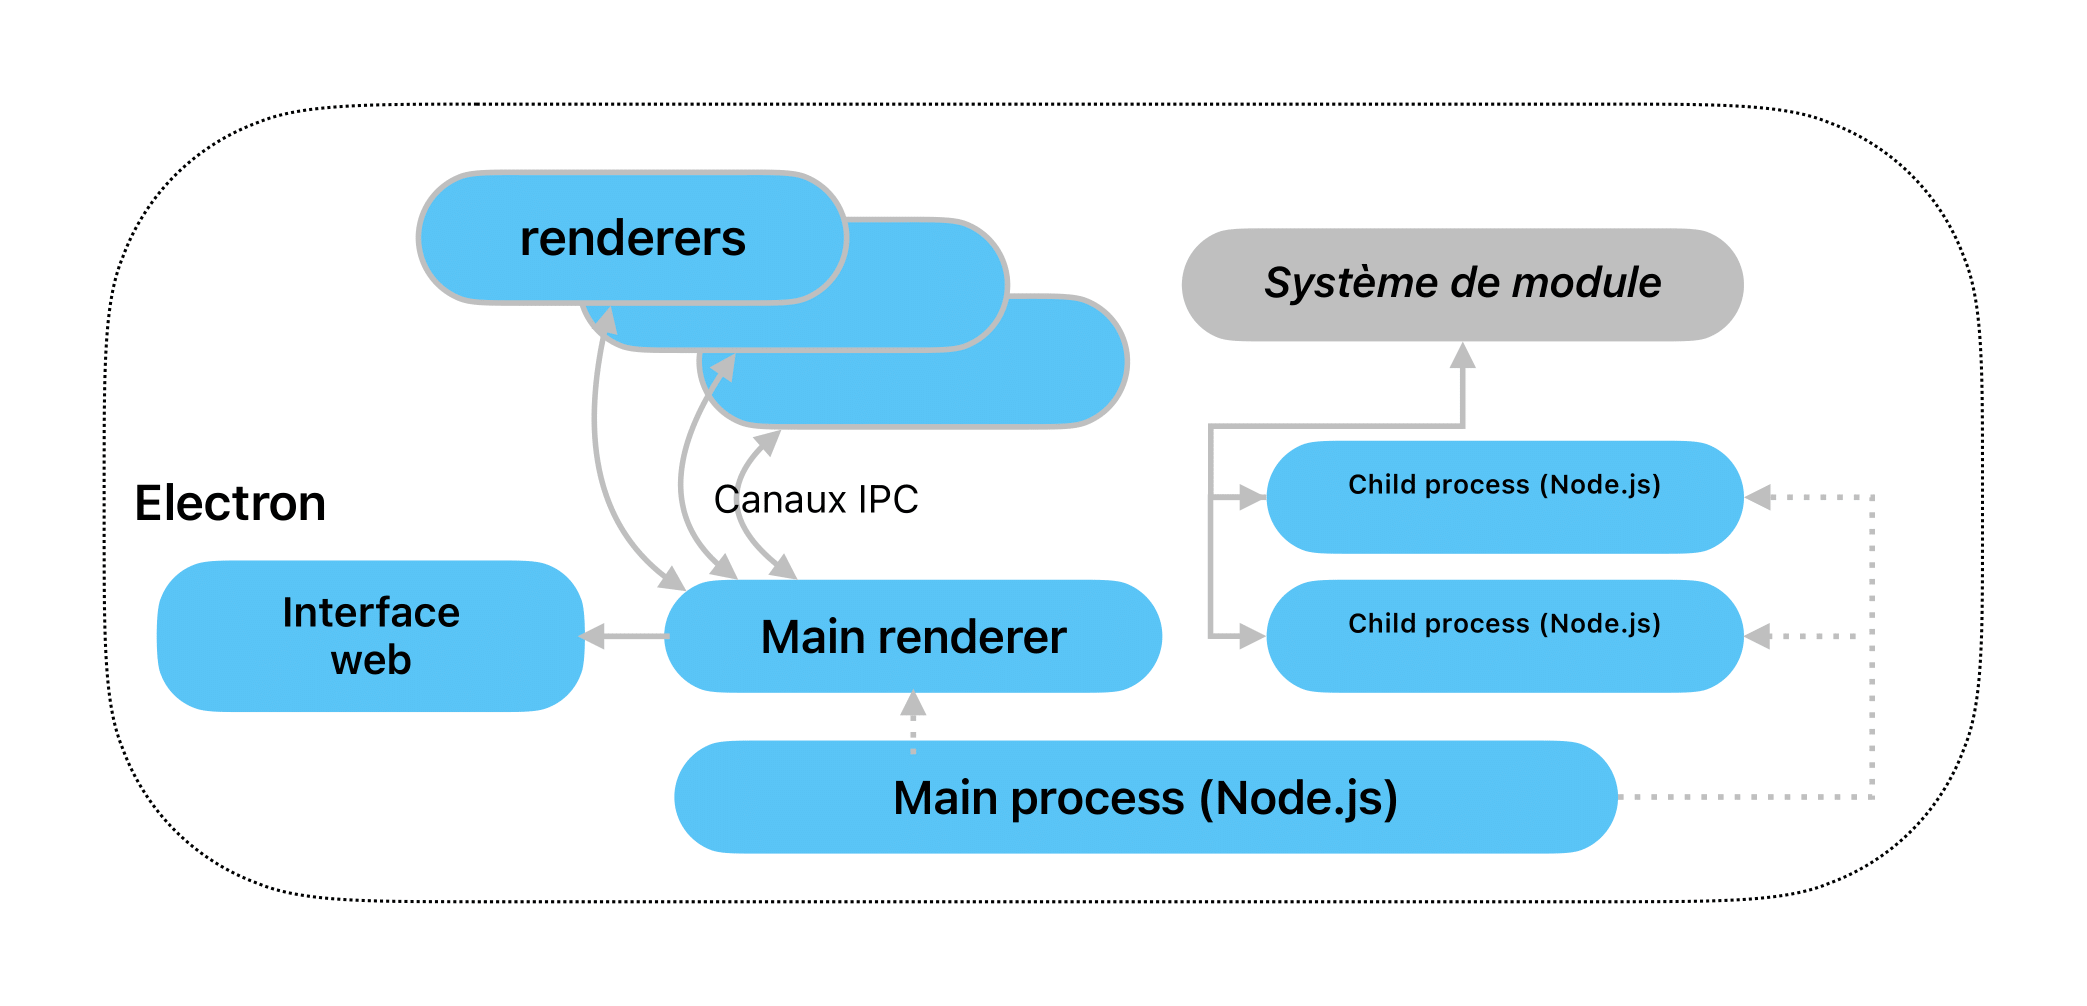 renderers
Système de module
Canaux IPC
Child process (Node.js)
Electron
Interface
web
Main renderer
Child process (Node.js)
Main process (Node.js)